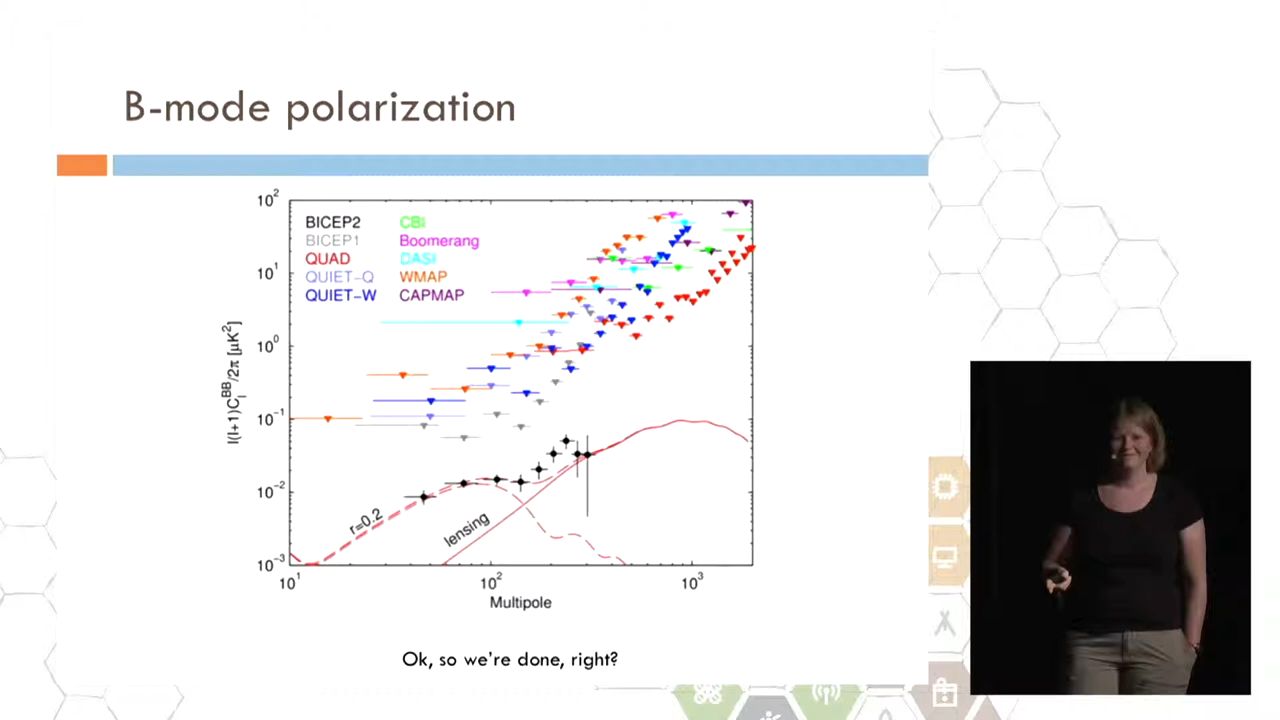 B-mode polarization
10²
10¹
10⁰
10⁻¹
10⁻²
10⁻³
l(l+1)C_l^BB/2π [μK²]
BICEP2
BICEP1
QUAD
QUIET-Q
QUIET-W
CBI
Boomerang
DASI
WMAP
CAPMAP
r=0.2
lensing
10¹
10²
10³
Multipole
Ok, so we're done, right?